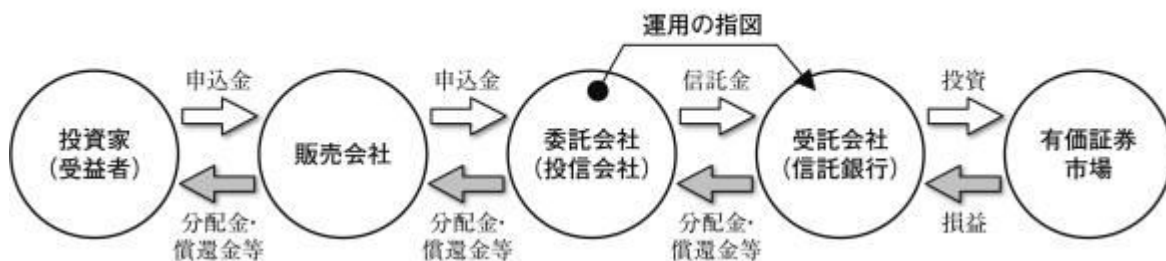 運用の指図
申込金
申込金
信託金
投資
投資家
(受益者)
販売会社
委託会社
(投信会社)
受託会社
(信託銀行)
有価証券
市場
分配金・
償還金等
分配金・
償還金等
分配金・
償還金等
損益